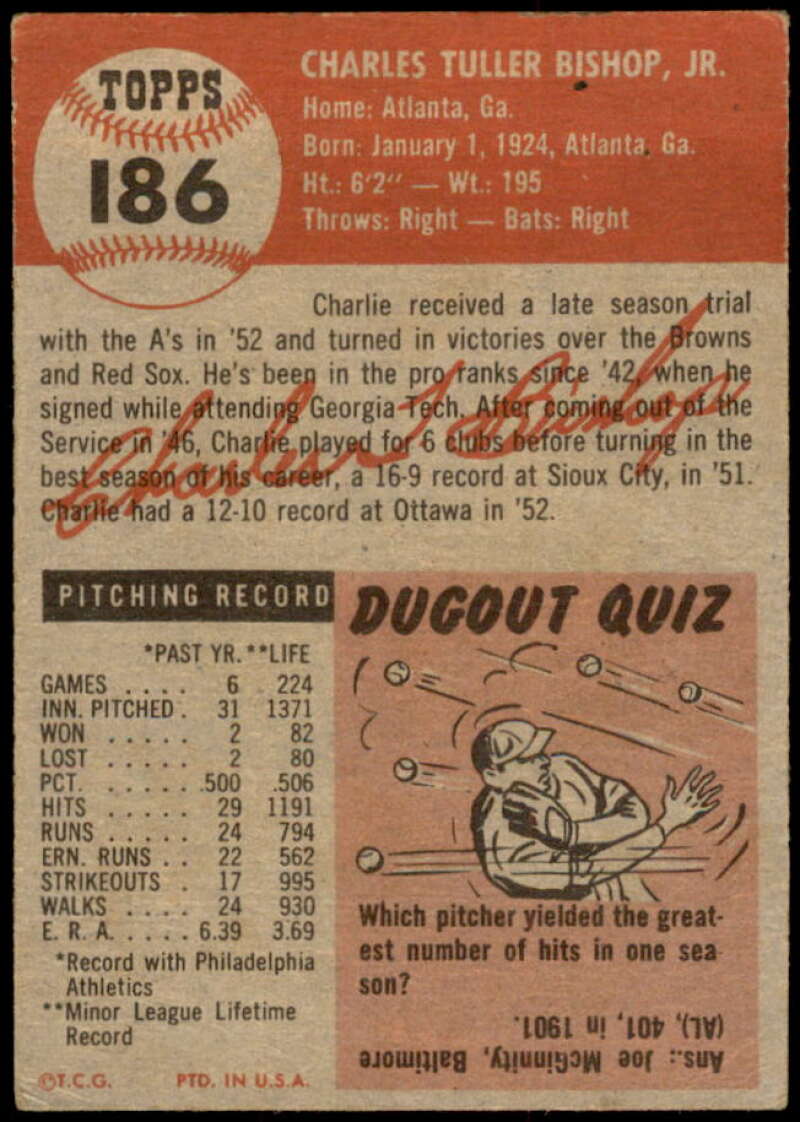 TOPPS
186
CHARLES TULLER BISHOP, JR.
Home: Atlanta, Ga.
Born: January 1, 1924, Atlanta, Ga.
Ht.: 6'2" — Wt.: 195
Throws: Right — Bats: Right
Charlie received a late season trial
with the A's in '52 and turned in victories over the Browns
and Red Sox. He's been in the pro ranks since '42, when he
signed while attending Georgia Tech. After coming out of the
Service in '46, Charlie played for 6 clubs before turning in the
best season of his career, a 16-9 record at Sioux City, in '51.
Charlie had a 12-10 record at Ottawa in '52.
Charles T Bishop
PITCHING RECORD
*PAST YR. **LIFE
GAMES . . . . 6 224
INN. PITCHED . 31 1371
WON . . . . . 2 82
LOST . . . . . 2 80
PCT. . . . . . .500 .506
HITS . . . . . 29 1191
RUNS . . . . . 24 794
ERN. RUNS . . 22 562
STRIKEOUTS . 17 995
WALKS . . . . 24 930
E. R. A. . . . . 6.39 3.69
*Record with Philadelphia
Athletics
**Minor League Lifetime
Record
©T.C.G. PTD. IN U.S.A.
DUGOUT QUIZ
Which pitcher yielded the great-
est number of hits in one sea-
son?
Ans.: Joe McGinnity, Baltimore
(AL), 401, in 1901.